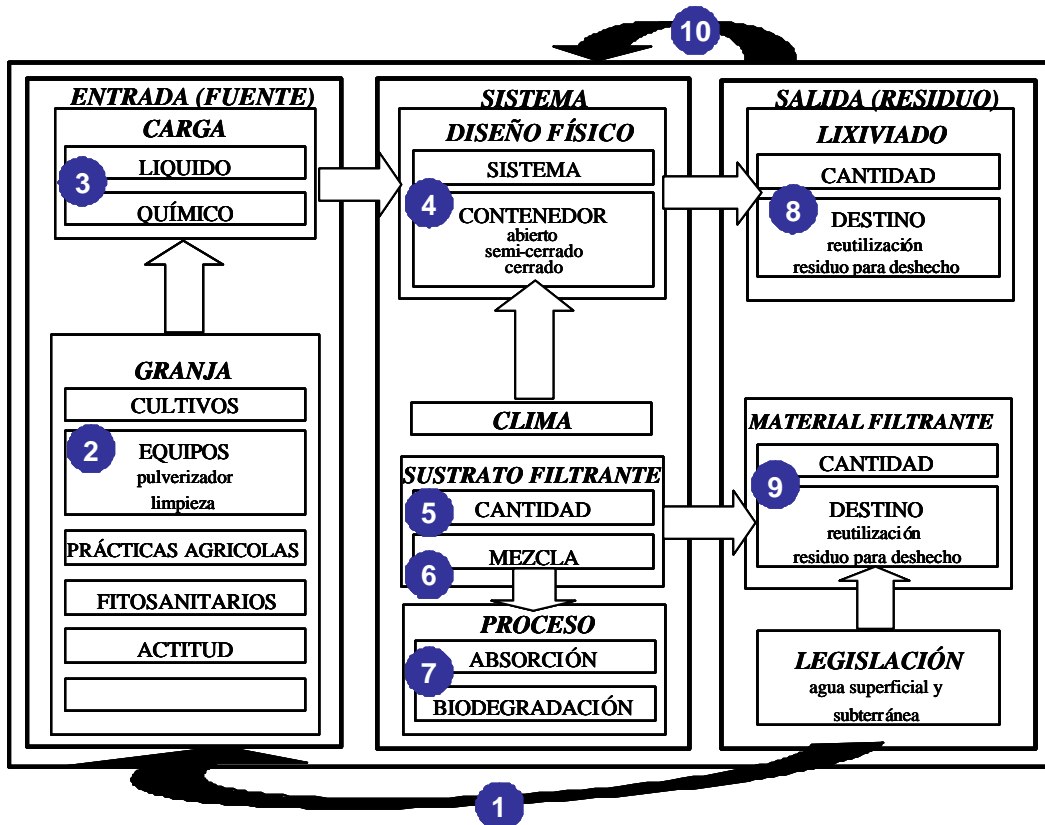 10
ENTRADA (FUENTE)
CARGA
3
LIQUIDO
QUÍMICO
GRANJA
CULTIVOS
2
EQUIPOS
pulverizador
limpieza
PRÁCTICAS AGRICOLAS
FITOSANITARIOS
ACTITUD
SISTEMA
DISEÑO FÍSICO
SISTEMA
4
CONTENEDOR
abierto
semi-cerrado
cerrado
CLIMA
SUSTRATO FILTRANTE
5
CANTIDAD
6
MEZCLA
PROCESO
7
ABSORCIÓN
BIODEGRADACIÓN
SALIDA (RESIDUO)
LIXIVIADO
CANTIDAD
8
DESTINO
reutilización
residuo para deshecho
MATERIAL FILTRANTE
CANTIDAD
9
DESTINO
reutilización
residuo para deshecho
LEGISLACIÓN
agua superficial y
subterránea
1